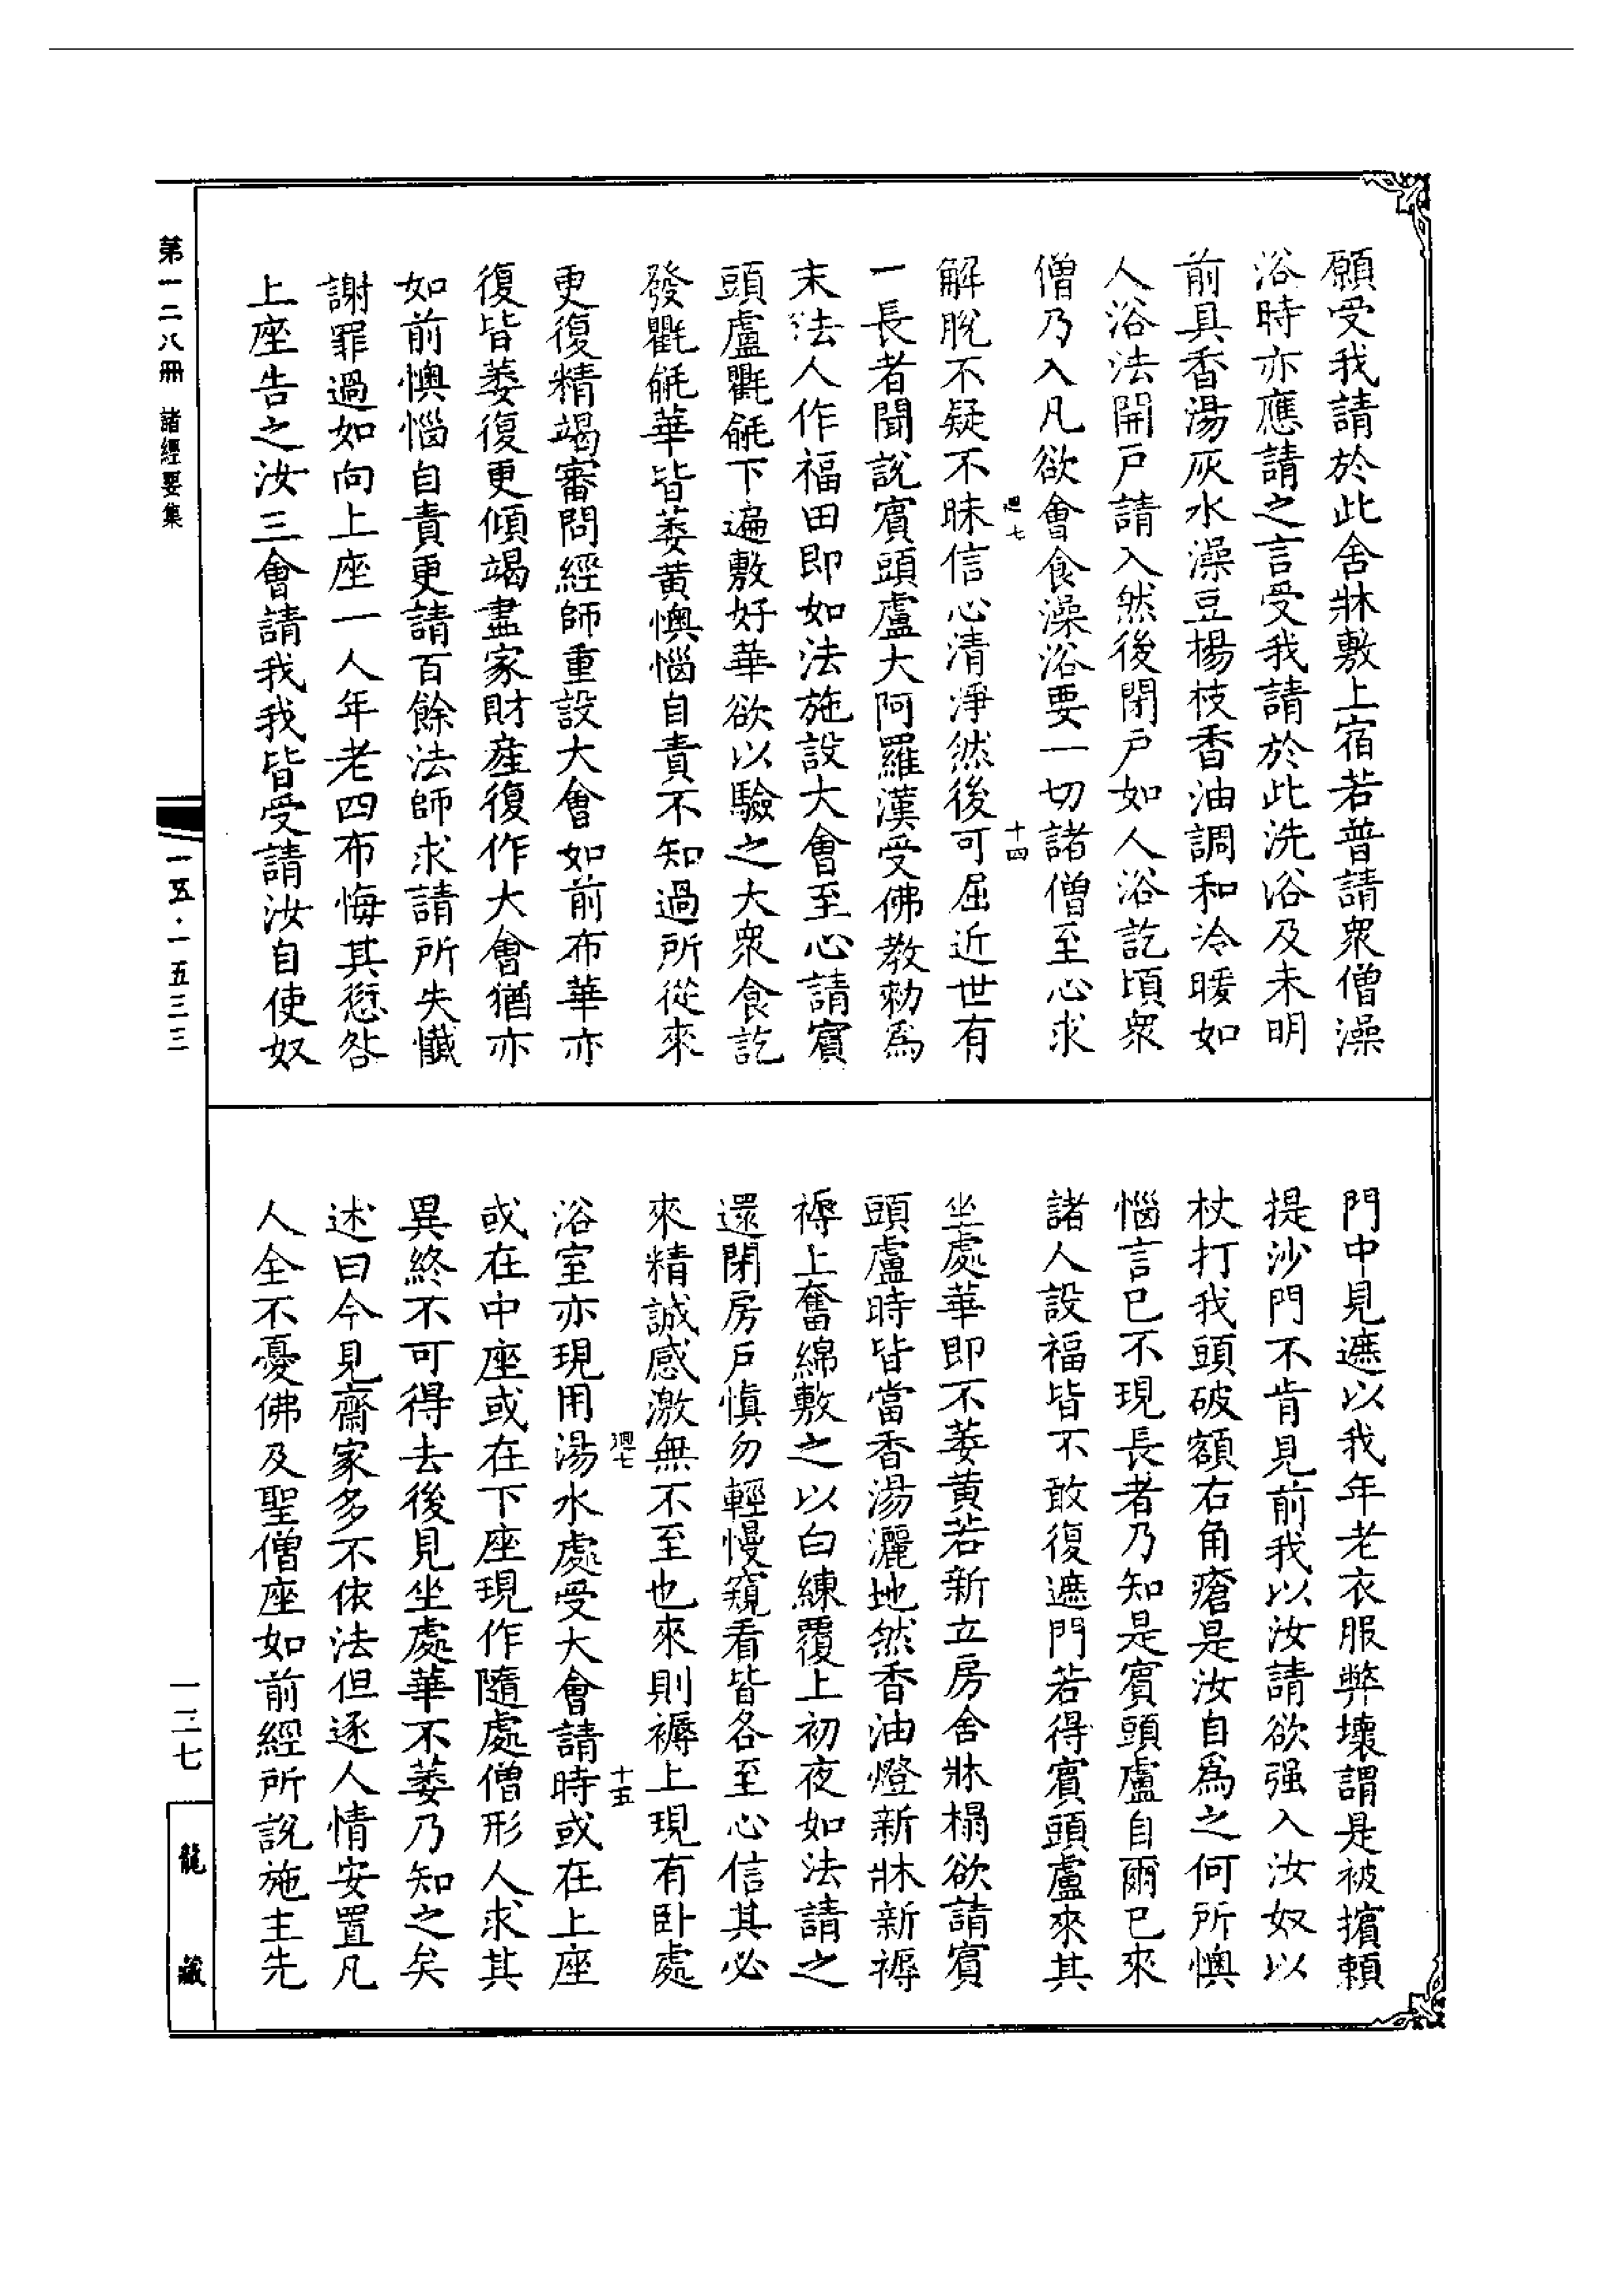 願受我請於此舍牀敷上宿若普請眾僧澡
浴時亦應請之言受我請於此洗浴及未明
前具香湯灰水澡豆楊枝香油調和冷暖如
人浴法開戸請入然後閉戸如人浴訖頃眾
僧乃入凡欲會食澡浴要一切諸僧至心求
十四
解脫不疑不昧信心清淨然後可屈近世有
一長者聞說賓頭盧大阿羅漢受佛教勑為
末法人作福田即如法施設大會至心請賓
頭盧氍毹下遍敷好華欲以驗之大眾食訖
發氍毹華皆萎黃懊惱自責不知過所從來
更復精竭審問經師重設大會如前布華亦
復皆萎復更傾竭盡家財產復作大會猶亦
如前懊惱自責更請百餘法師求請所失懺
謝罪過如向上座一人年老四布悔其愆咎
上座告之汝三會請我我皆受請汝自使奴
門中見遮以我年老衣服弊壞謂是被擯賴
提沙門不肯見前我以汝請欲强入汝奴以
杖打我頭破額右角瘡是汝自為之何所懊
惱言已不現長者乃知是賓頭盧自爾已來
諸人設福皆不敢復遮門若得賓頭盧來其
坐處華即不萎黃若新立房舍牀榻欲請賓
頭盧時皆當香湯灑地然香油燈新牀新褥
褥上奮綿敷之以白練覆上初夜如法請之
還閉房戸慎勿輕慢窺看皆各至心信其必
來精誠感激無不至也來則褥上現有臥處
廻七 十五
浴室亦現用湯水處受大會請時或在上座
或在中座或在下座現作隨處僧形人求其
異終不可得去後見坐處華不萎乃知之矣
述曰今見齋家多不依法但逐人情安置凡
人全不憂佛及聖僧座如前經所說施主先
第一二八冊 諸經要集
一五·一五三三
一三七
龍藏